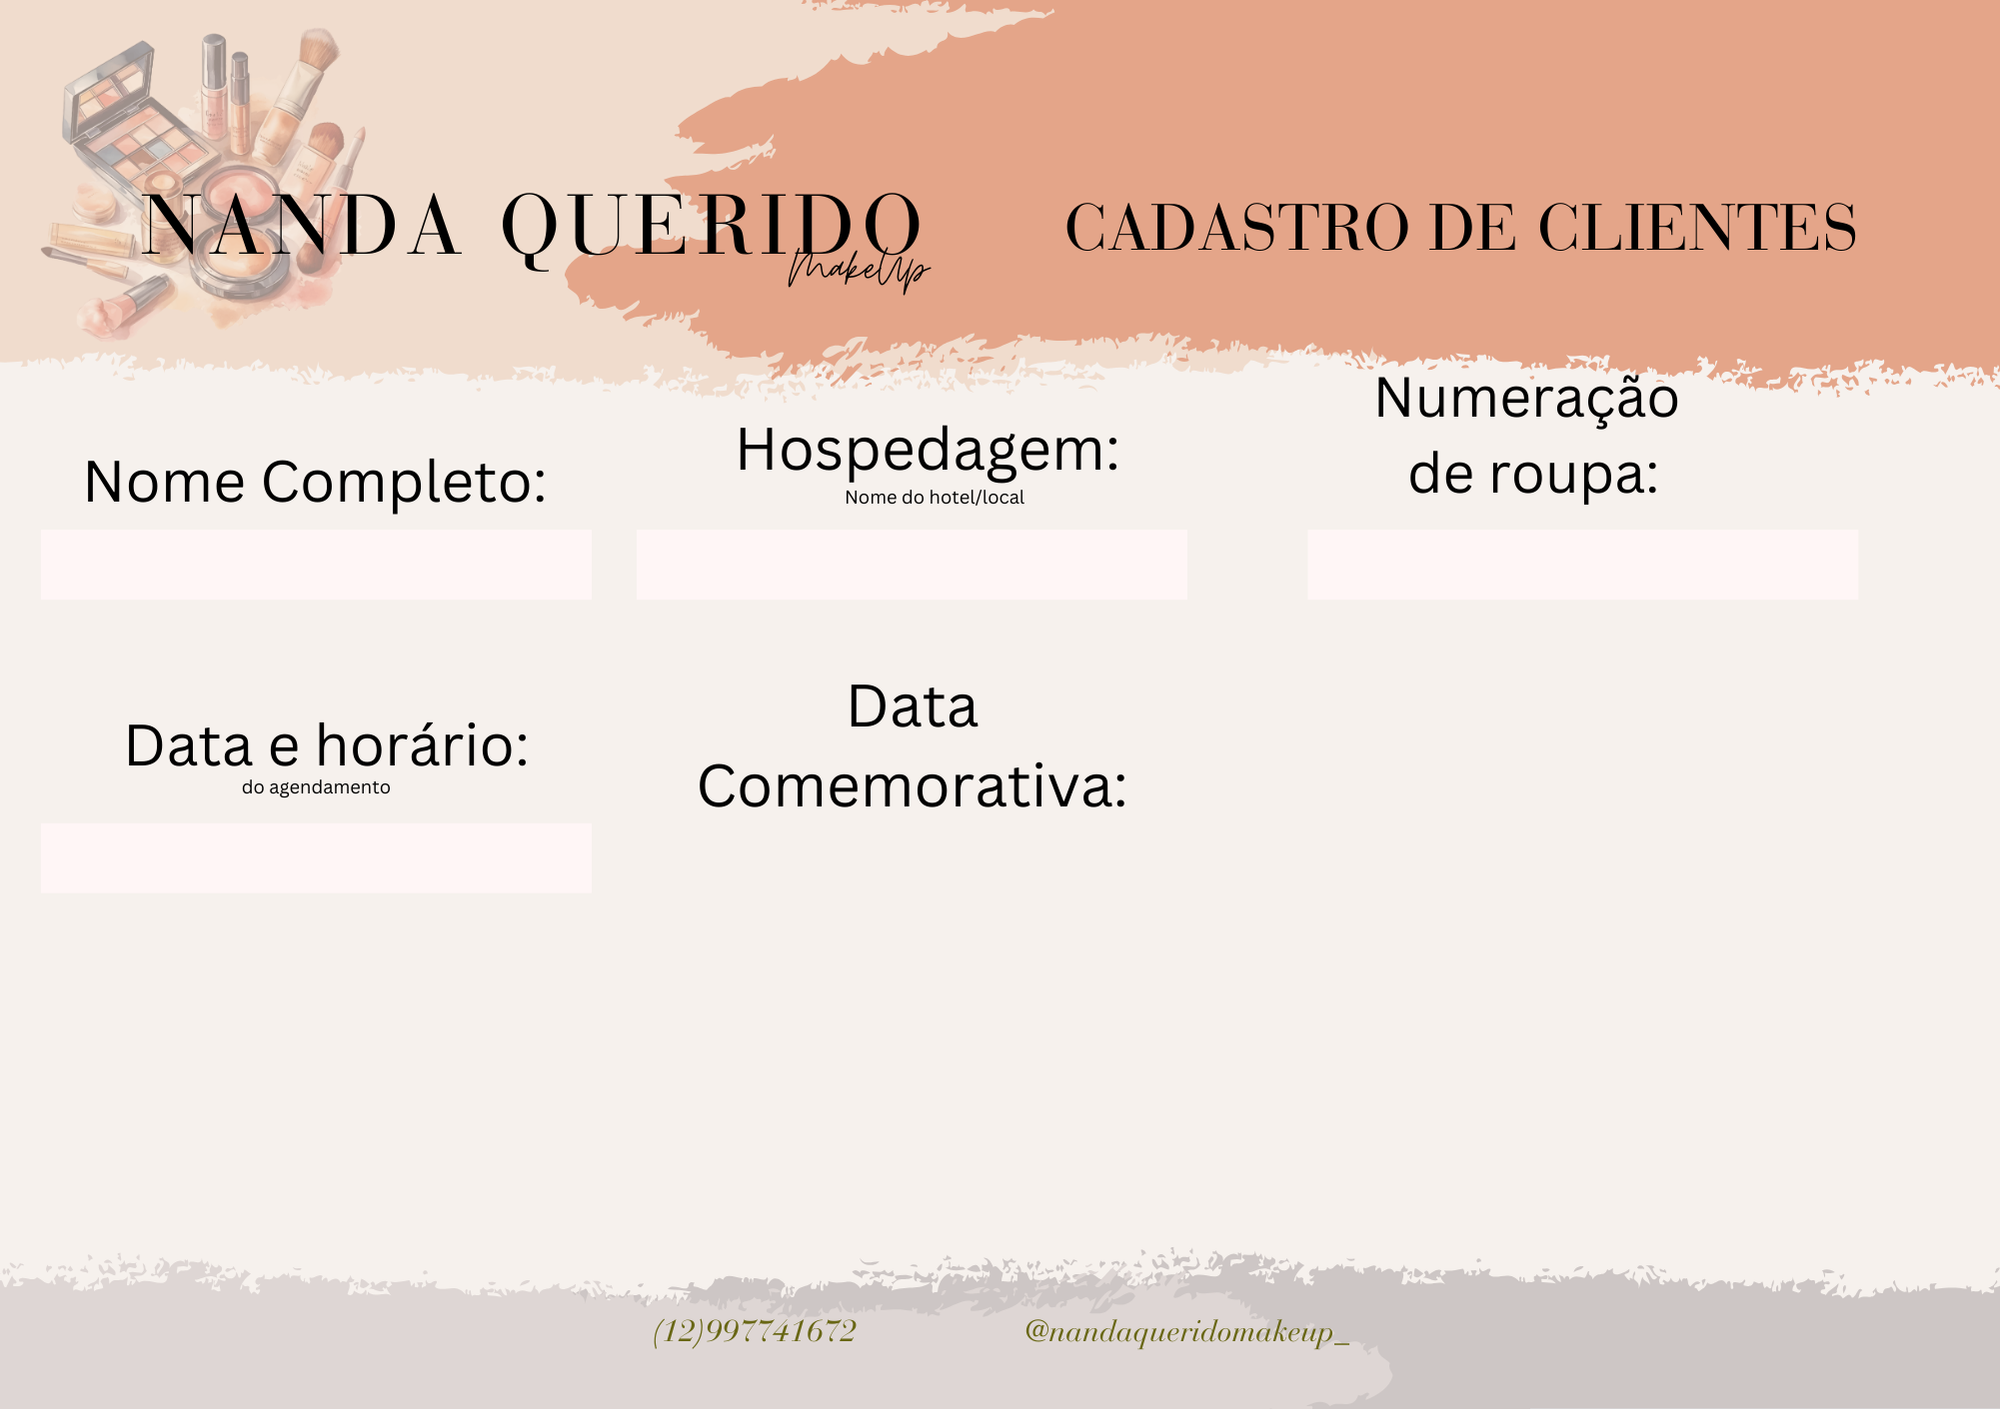 NANDA QUERIDO
MakeUp
CADASTRO DE CLIENTES
Nome Completo:
Hospedagem:
Nome do hotel/local
Numeração
de roupa:
Data e horário:
do agendamento
Data
Comemorativa:
(12)997741672
@nandaqueridomakeup_